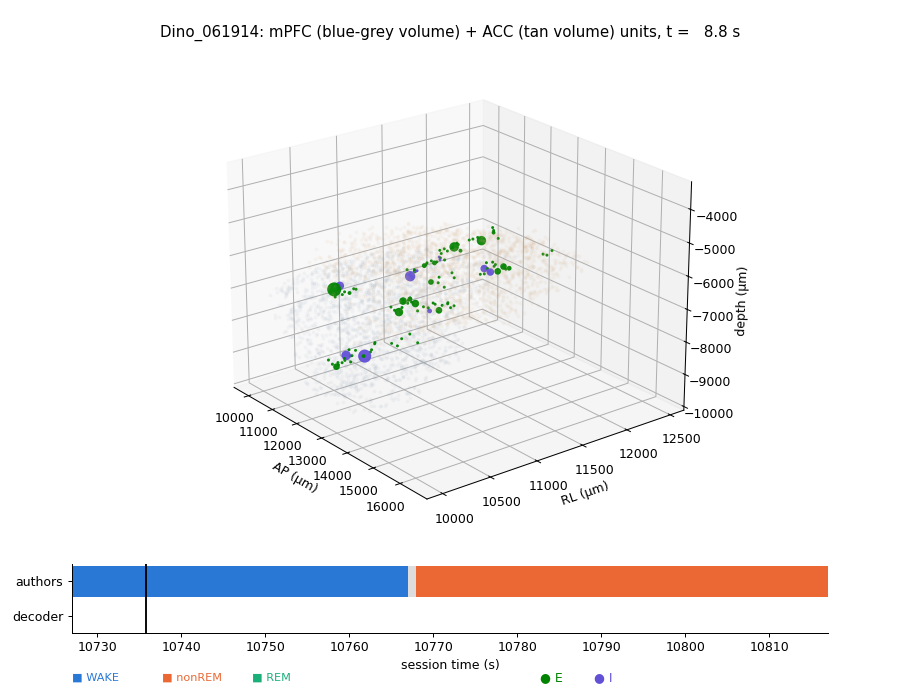 Dino_061914: mPFC (blue-grey volume) + ACC (tan volume) units, t =   8.8 s
−4000
−5000
−6000
−7000
−8000
−9000
−10000
depth (μm)
10000
11000
12000
13000
14000
15000
16000
AP (μm)
10000
10500
11000
11500
12000
12500
RL (μm)
authors
decoder
10730 10740 10750 10760 10770 10780 10790 10800 10810
session time (s)
WAKE nonREM REM E I